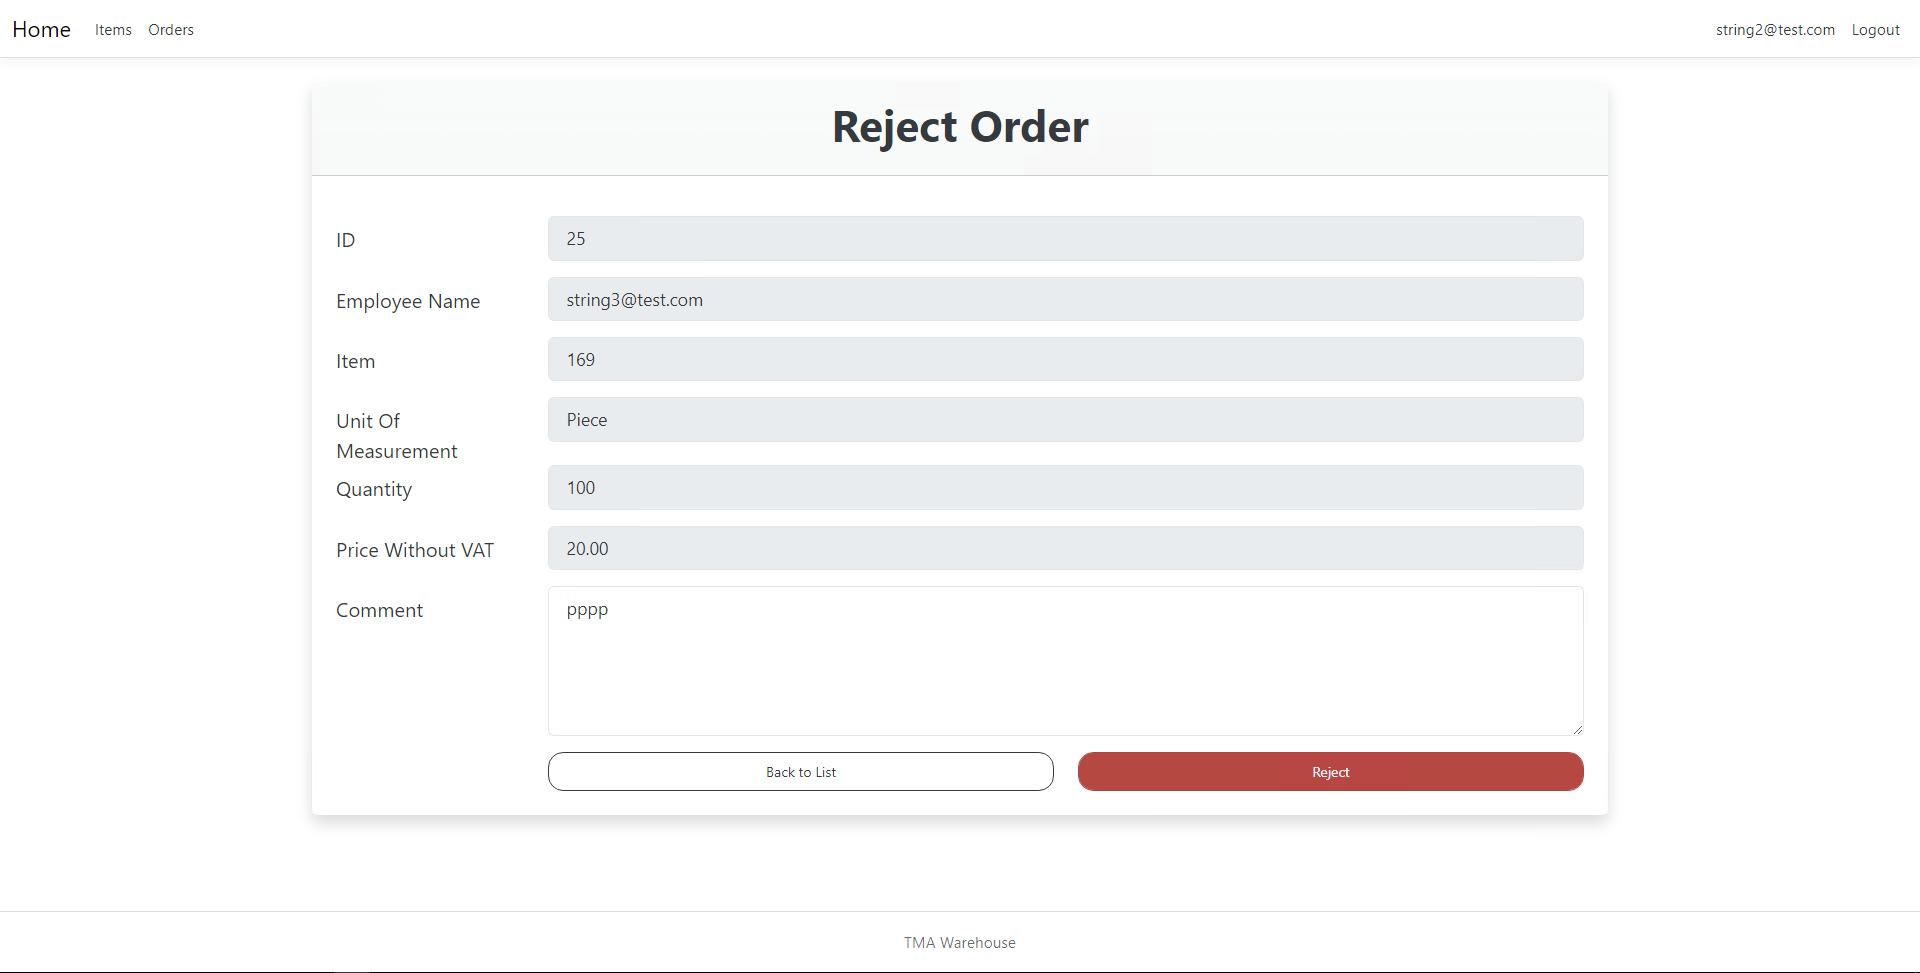 Home Items Orders string2@test.com Logout
Reject Order
ID 25
Employee Name string3@test.com
Item 169
Unit Of Measurement Piece
Quantity 100
Price Without VAT 20.00
Comment pppp
Back to List Reject
TMA Warehouse